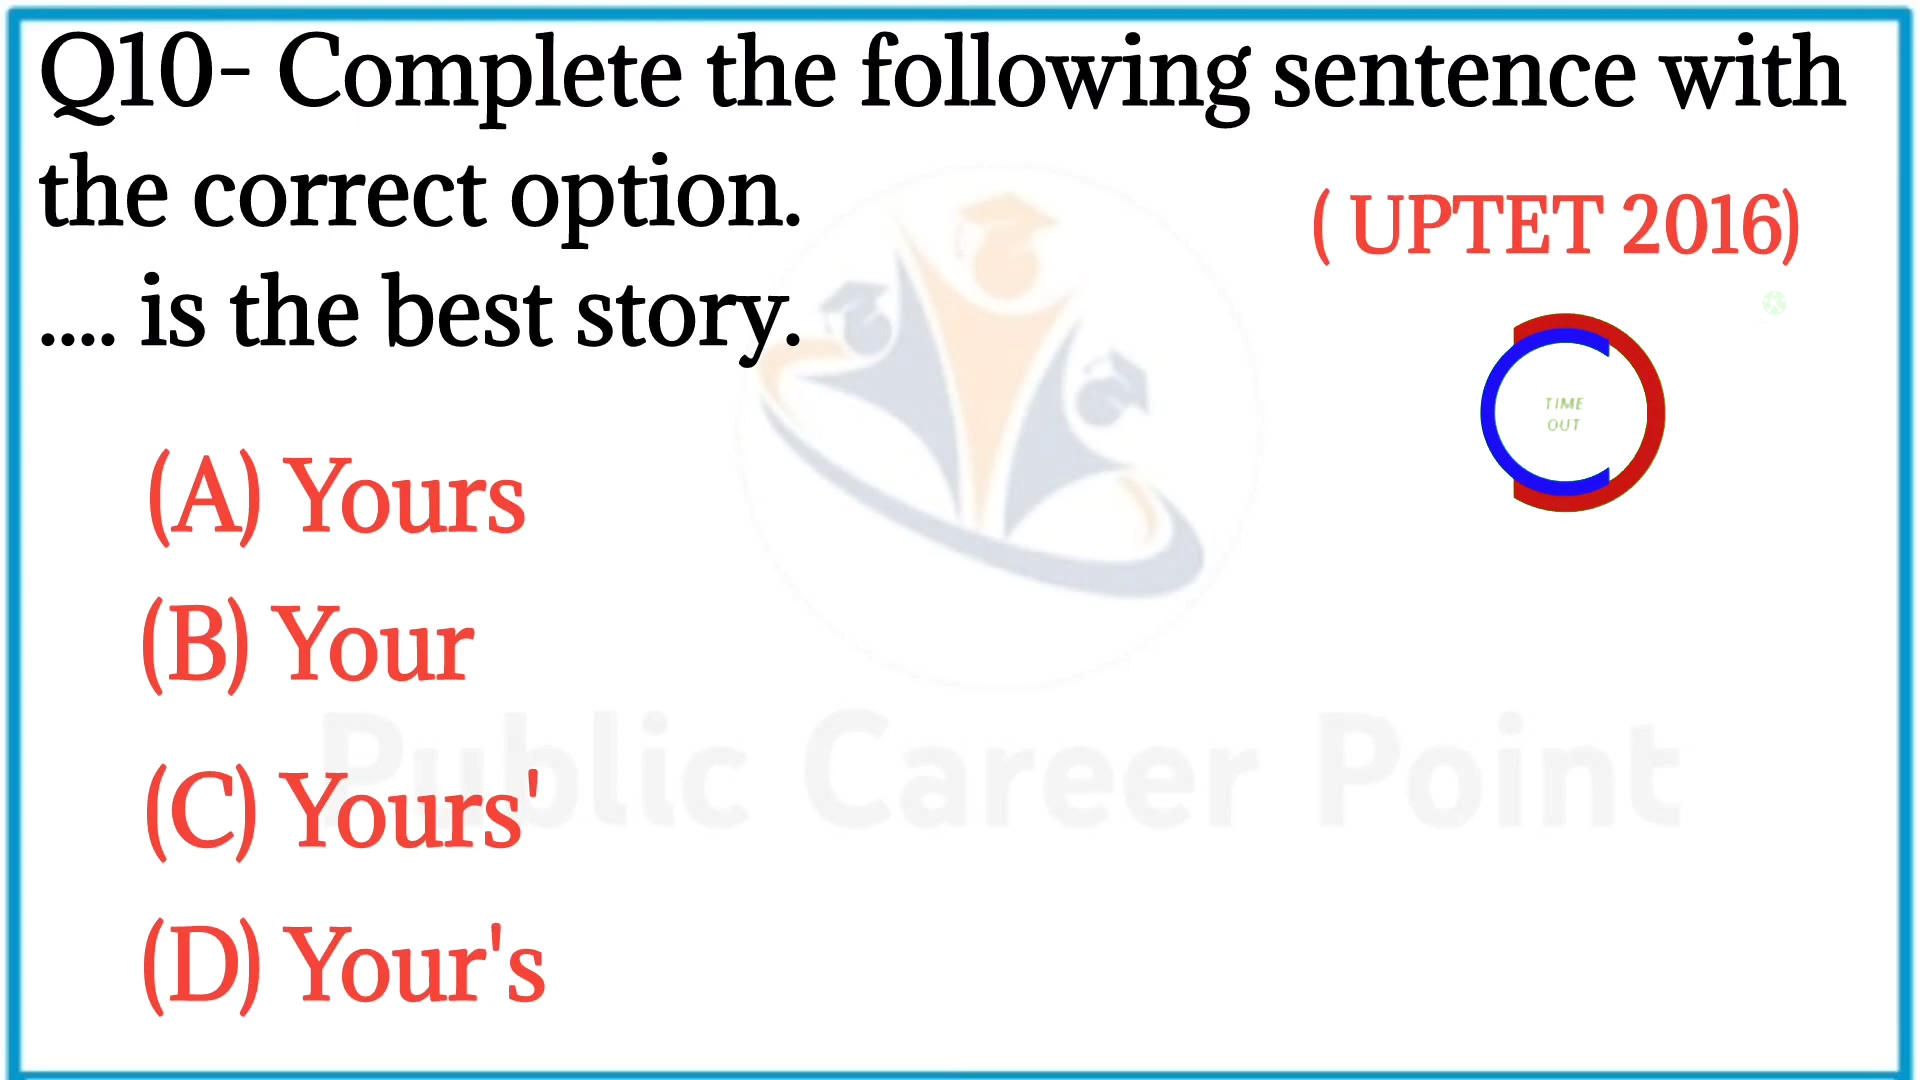 Q10- Complete the following sentence with
the correct option.
( UPTET 2016)
.... is the best story.
TIME
OUT
(A) Yours
(B) Your
(C) Yours'
(D) Your's
Public Career Point